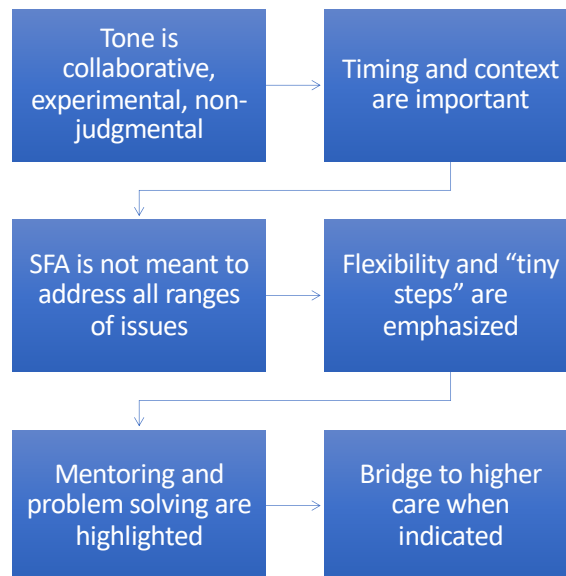 Tone is
collaborative,
experimental, non-
judgmental
Timing and context
are important
SFA is not meant to
address all ranges
of issues
Flexibility and “tiny
steps” are
emphasized
Mentoring and
problem solving are
highlighted
Bridge to higher
care when
indicated